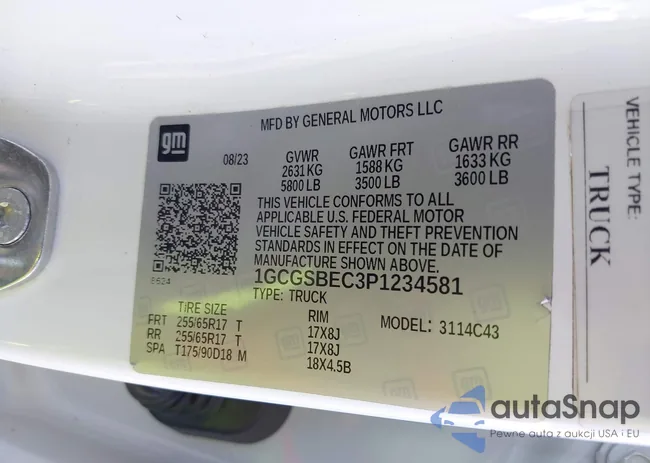 gm
MFD BY GENERAL MOTORS LLC
08/23
GVWR GAWR FRT GAWR RR
2631 KG 1588 KG 1633 KG
5800 LB 3500 LB 3600 LB
THIS VEHICLE CONFORMS TO ALL
APPLICABLE U.S. FEDERAL MOTOR
VEHICLE SAFETY AND THEFT PREVENTION
STANDARDS IN EFFECT ON THE DATE OF
MANUFACTURE SHOWN ABOVE.
8624
1GCGSBEC3P1234581
TYPE: TRUCK
TIRE SIZE RIM MODEL: 3114C43
FRT 255/65R17 T 17X8J
RR 255/65R17 T 17X8J
SPA T175/90D18 M 18X4.5B
VEHICLE TYPE:
TRUCK
autaSnap
Pewne auta z aukcji USA i EU